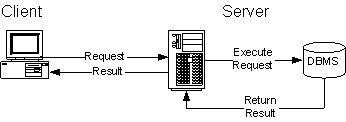 Client
Server
Request
Result
Execute
Request
DBMS
Return
Result